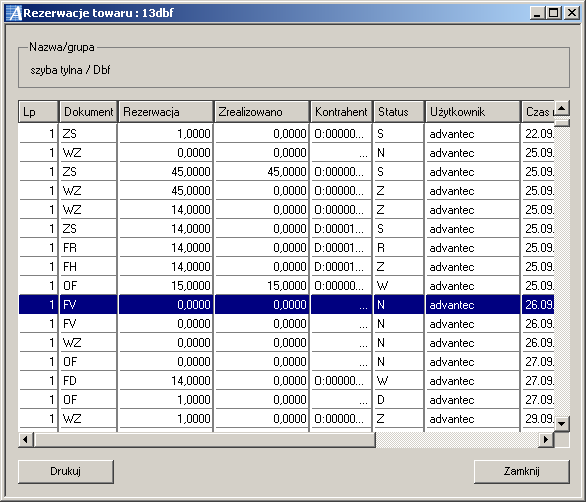 Rezerwacje towaru : 13dbf
Nazwa/grupa
szyba tylna / Dbf
Lp Dokument Rezerwacja Zrealizowano Kontrahent Status Użytkownik Czas
1 ZS 1,0000 0,0000 O:00000... S advantec 22.09.
1 WZ 0,0000 0,0000 ... N advantec 25.09.
1 ZS 45,0000 45,0000 O:00000... S advantec 25.09.
1 WZ 45,0000 0,0000 O:00000... Z advantec 25.09.
1 WZ 14,0000 0,0000 O:00000... Z advantec 25.09.
1 ZS 14,0000 0,0000 D:00001... S advantec 25.09.
1 FR 14,0000 0,0000 D:00001... R advantec 25.09.
1 FH 14,0000 0,0000 D:00001... Z advantec 25.09.
1 OF 15,0000 15,0000 O:00000... W advantec 25.09.
1 FV 0,0000 0,0000 ... N advantec 26.09.
1 FV 0,0000 0,0000 ... N advantec 26.09.
1 WZ 0,0000 0,0000 ... N advantec 26.09.
1 OF 0,0000 0,0000 ... N advantec 27.09.
1 FD 14,0000 0,0000 O:00000... W advantec 27.09.
1 OF 1,0000 0,0000 ... D advantec 27.09.
1 WZ 1,0000 0,0000 O:00000... Z advantec 29.09.
Drukuj Zamknij